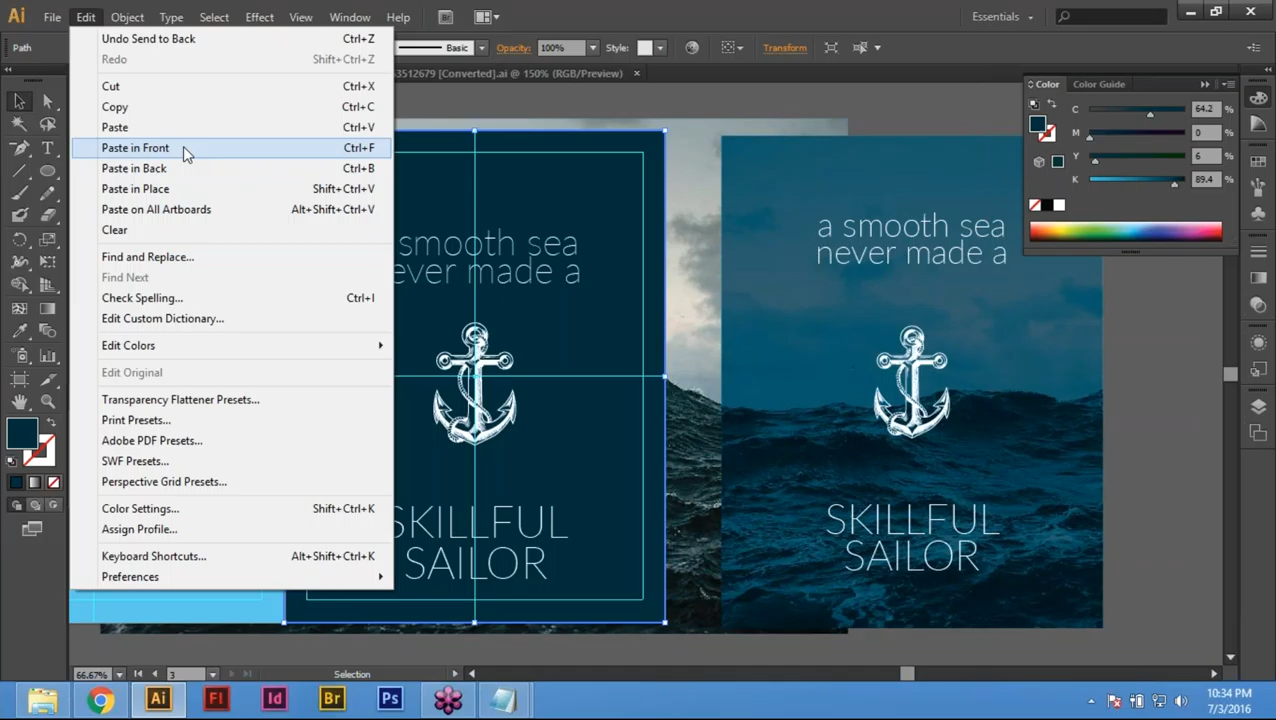 Ai File Edit Object Type Select Effect View Window Help Br Essentials
Path
Basic Opacity: 100% Style: Transform
63512679 [Converted].ai @ 150% (RGB/Preview) ×
Undo Send to Back Ctrl+Z
Redo Shift+Ctrl+Z
Cut Ctrl+X
Copy Ctrl+C
Paste Ctrl+V
Paste in Front Ctrl+F
Paste in Back Ctrl+B
Paste in Place Shift+Ctrl+V
Paste on All Artboards Alt+Shift+Ctrl+V
Clear
Find and Replace...
Find Next
Check Spelling... Ctrl+I
Edit Custom Dictionary...
Edit Colors
Edit Original
Transparency Flattener Presets...
Print Presets...
Adobe PDF Presets...
SWF Presets...
Perspective Grid Presets...
Color Settings... Shift+Ctrl+K
Assign Profile...
Keyboard Shortcuts... Alt+Shift+Ctrl+K
Preferences
smooth sea
never made a
SKILLFUL
SAILOR
a smooth sea
never made a
SKILLFUL
SAILOR
Color Color Guide
C 64.2 %
M 0 %
Y 6 %
K 89.4 %
66.67% 3 Selection
Ai Fl Id Br Ps
10:34 PM
7/3/2016